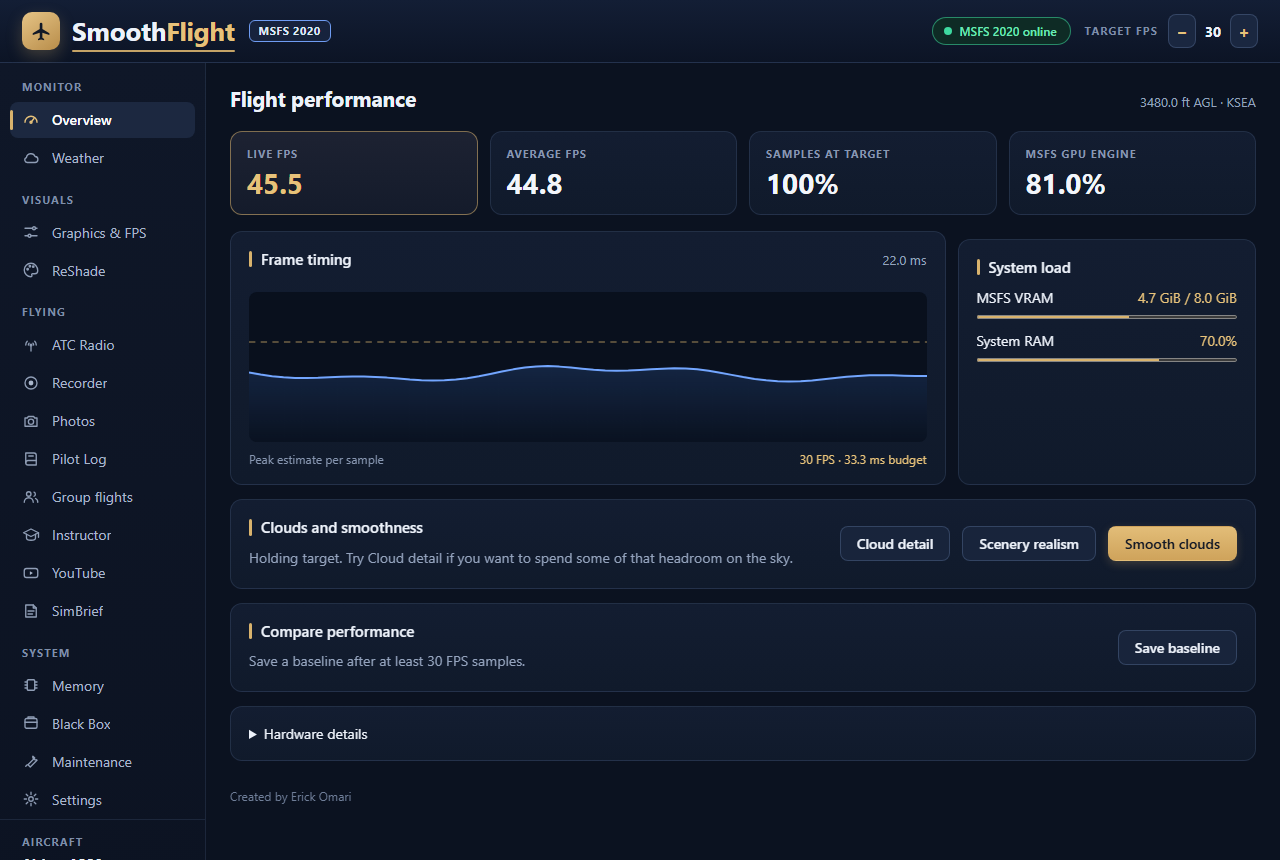 SmoothFlight MSFS 2020
MSFS 2020 online TARGET FPS − 30 +
MONITOR
Overview
Weather
VISUALS
Graphics & FPS
ReShade
FLYING
ATC Radio
Recorder
Photos
Pilot Log
Group flights
Instructor
YouTube
SimBrief
SYSTEM
Memory
Black Box
Maintenance
Settings
AIRCRAFT
Flight performance
3480.0 ft AGL · KSEA
LIVE FPS
45.5
AVERAGE FPS
44.8
SAMPLES AT TARGET
100%
MSFS GPU ENGINE
81.0%
Frame timing
22.0 ms
Peak estimate per sample
30 FPS · 33.3 ms budget
System load
MSFS VRAM 4.7 GiB / 8.0 GiB
System RAM 70.0%
Clouds and smoothness
Holding target. Try Cloud detail if you want to spend some of that headroom on the sky.
Cloud detail Scenery realism Smooth clouds
Compare performance
Save a baseline after at least 30 FPS samples.
Save baseline
Hardware details
Created by Erick Omari